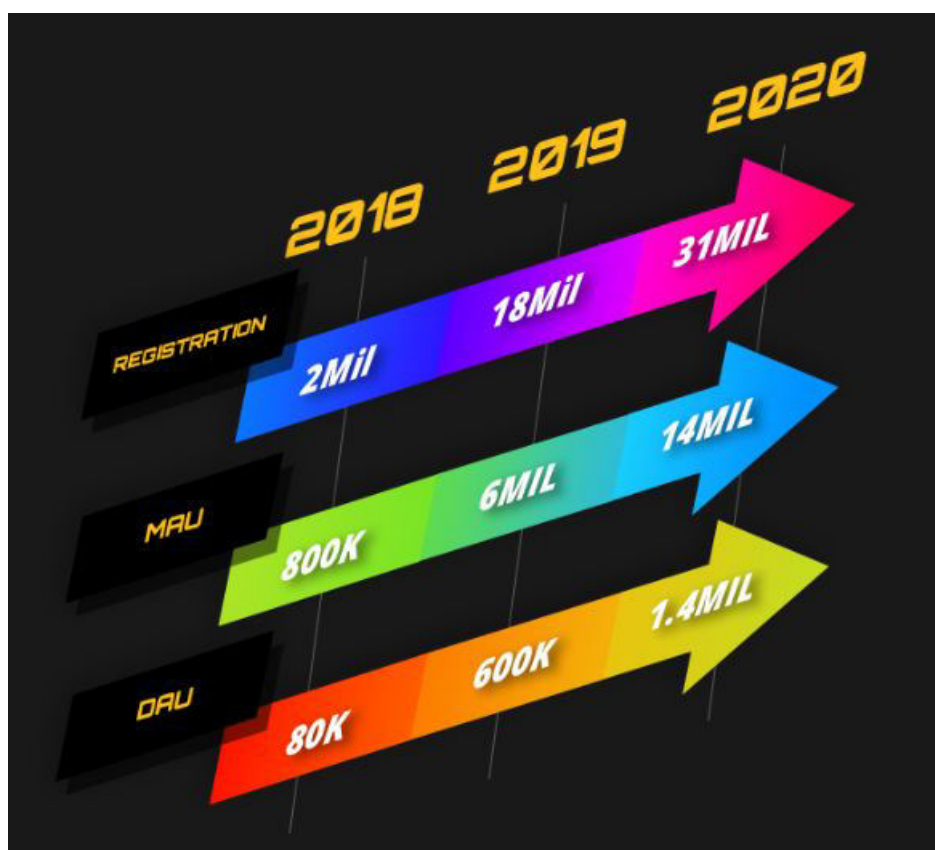 2018 2019 2020
REGISTRATION 2Mil 18Mil 31MIL
MAU 800K 6MIL 14MIL
DAU 80K 600K 1.4MIL